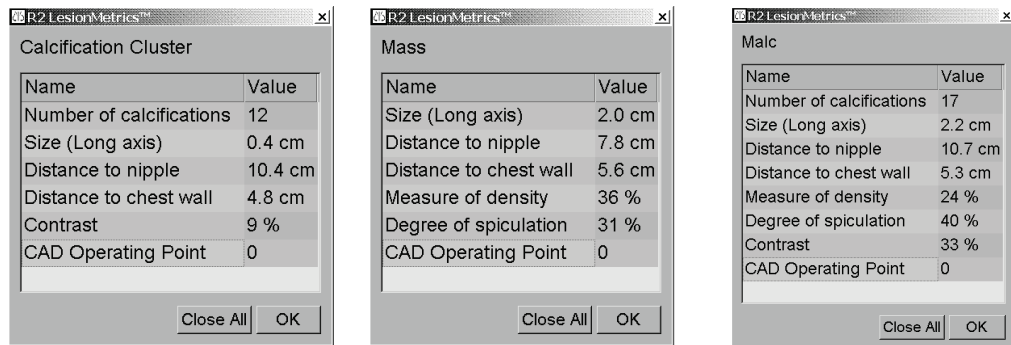 R2 LesionMetrics™
Calcification Cluster
Name Value
Number of calcifications 12
Size (Long axis) 0.4 cm
Distance to nipple 10.4 cm
Distance to chest wall 4.8 cm
Contrast 9 %
CAD Operating Point 0
Close All OK
R2 LesionMetrics™
Mass
Name Value
Size (Long axis) 2.0 cm
Distance to nipple 7.8 cm
Distance to chest wall 5.6 cm
Measure of density 36 %
Degree of spiculation 31 %
CAD Operating Point 0
Close All OK
R2 LesionMetrics™
Malc
Name Value
Number of calcifications 17
Size (Long axis) 2.2 cm
Distance to nipple 10.7 cm
Distance to chest wall 5.3 cm
Measure of density 24 %
Degree of spiculation 40 %
Contrast 33 %
CAD Operating Point 0
Close All OK